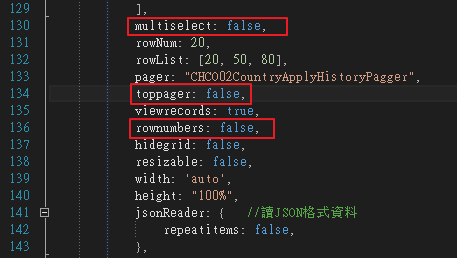 129 ],
130 multiselect: false,
131 rowNum: 20,
132 rowList: [20, 50, 80],
133 pager: "CHC002CountryApplyHistoryPagger",
134 toppager: false,
135 viewrecords: true,
136 rownumbers: false,
137 hidegrid: false,
138 resizable: false,
139 width: 'auto',
140 height: "100%",
141 jsonReader: { //讀JSON格式資料
142 repeatitems: false,
143 },